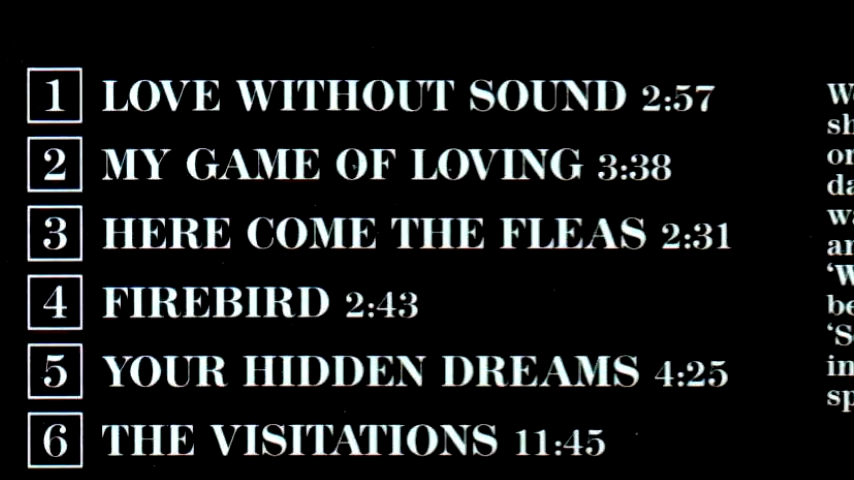 1 LOVE WITHOUT SOUND 2:57
2 MY GAME OF LOVING 3:38
3 HERE COME THE FLEAS 2:31
4 FIREBIRD 2:43
5 YOUR HIDDEN DREAMS 4:25
6 THE VISITATIONS 11:45